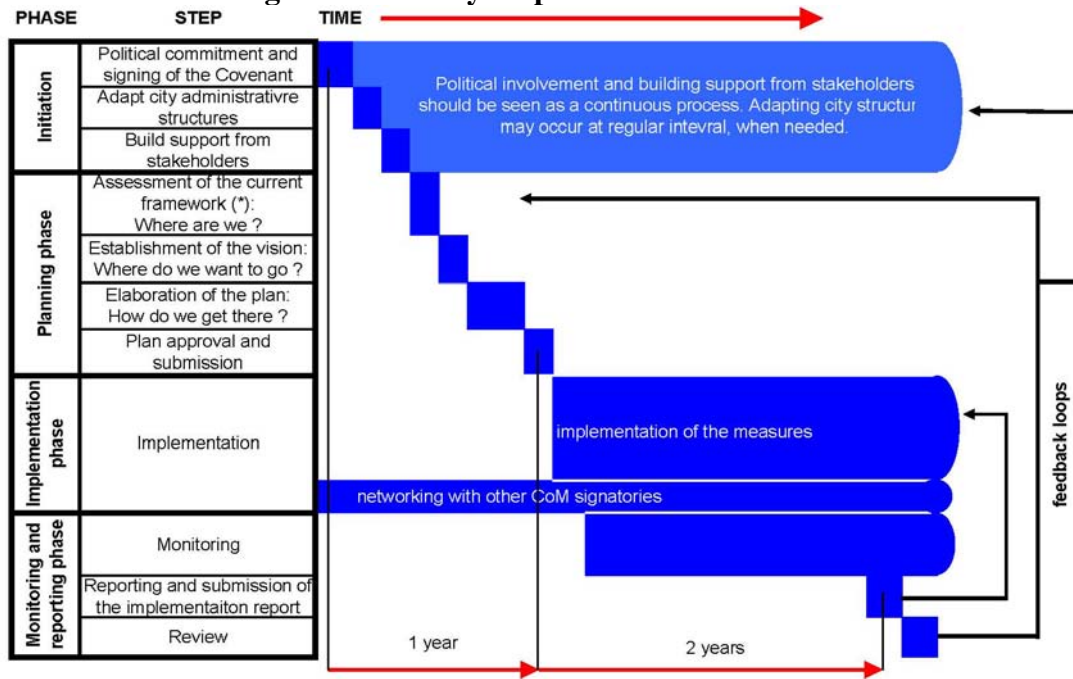 PHASE STEP TIME
Initiation
Political commitment and
signing of the Covenant
Adapt city administrativre
structures
Build support from
stakeholders
Political involvement and building support from stakeholders
should be seen as a continuous process. Adapting city structur
may occur at regular intevral, when needed.
Planning phase
Assessment of the current
framework (*):
Where are we ?
Establishment of the vision:
Where do we want to go ?
Elaboration of the plan:
How do we get there ?
Plan approval and
submission
Implementation
phase
Implementation
implementation of the measures
networking with other CoM signatories
Monitoring and
reporting phase
Monitoring
Reporting and submission of
the implementaiton report
Review
1 year
2 years
feedback loops